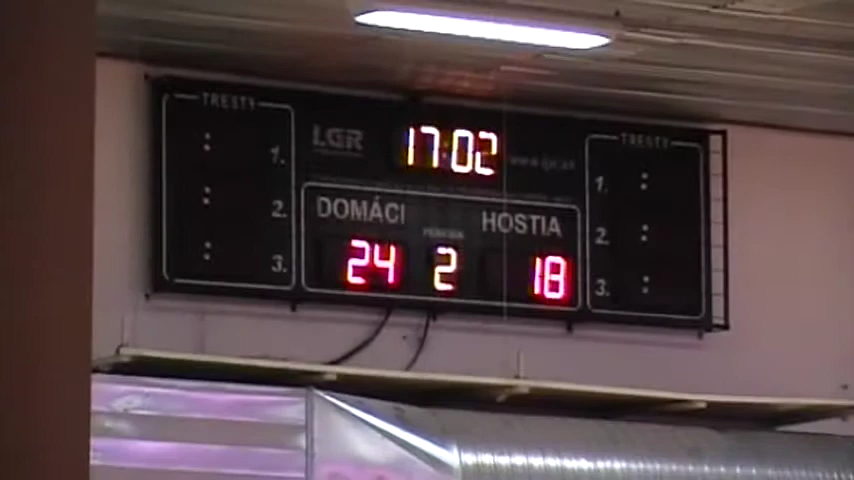 TRESTY
LGR
17:02
TRESTY
1.
1.
DOMÁCI
HOSTIA
2.
2.
24
2
18
3.
3.